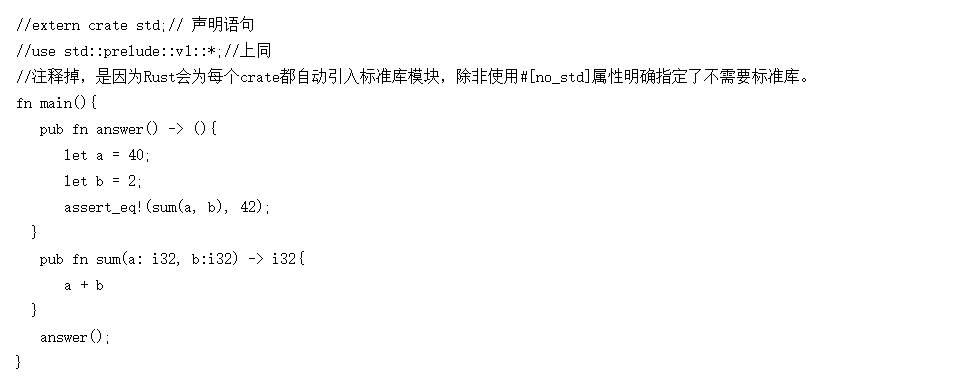 //extern crate std;// 声明语句
//use std::prelude::v1::*;//上同
//注释掉，是因为Rust会为每个crate都自动引入标准库模块，除非使用#[no_std]属性明确指定了不需要标准库。
fn main(){
   pub fn answer() -> (){
      let a = 40;
      let b = 2;
      assert_eq!(sum(a, b), 42);
  }
   pub fn sum(a: i32, b:i32) -> i32{
      a + b
  }
   answer();
}